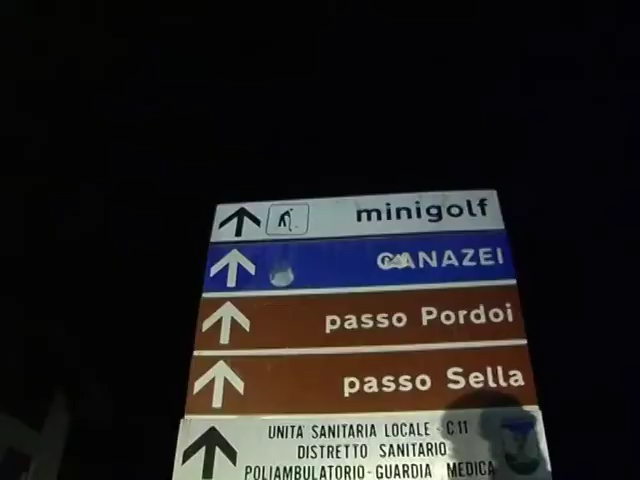 minigolf
CANAZEI
passo Pordoi
passo Sella
UNITA' SANITARIA LOCALE - C11
DISTRETTO SANITARIO
POLIAMBULATORIO - GUARDIA MEDICA